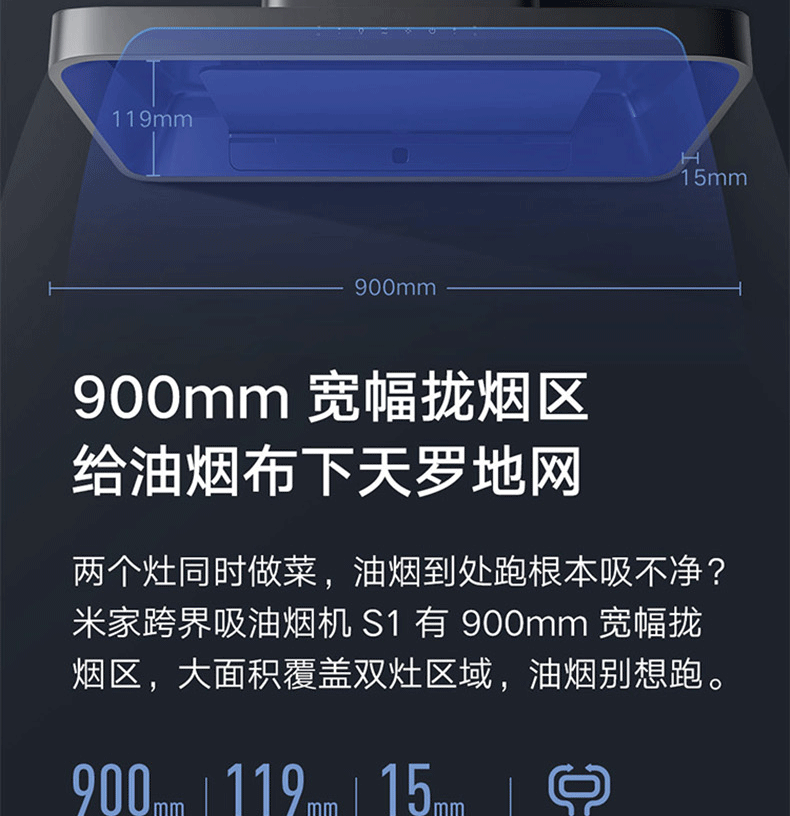 119mm
15mm
900mm
900mm 宽幅拢烟区
给油烟布下天罗地网
两个灶同时做菜，油烟到处跑根本吸不净？
米家跨界吸油烟机 S1 有 900mm 宽幅拢
烟区，大面积覆盖双灶区域，油烟别想跑。
900mm 119mm 15mm